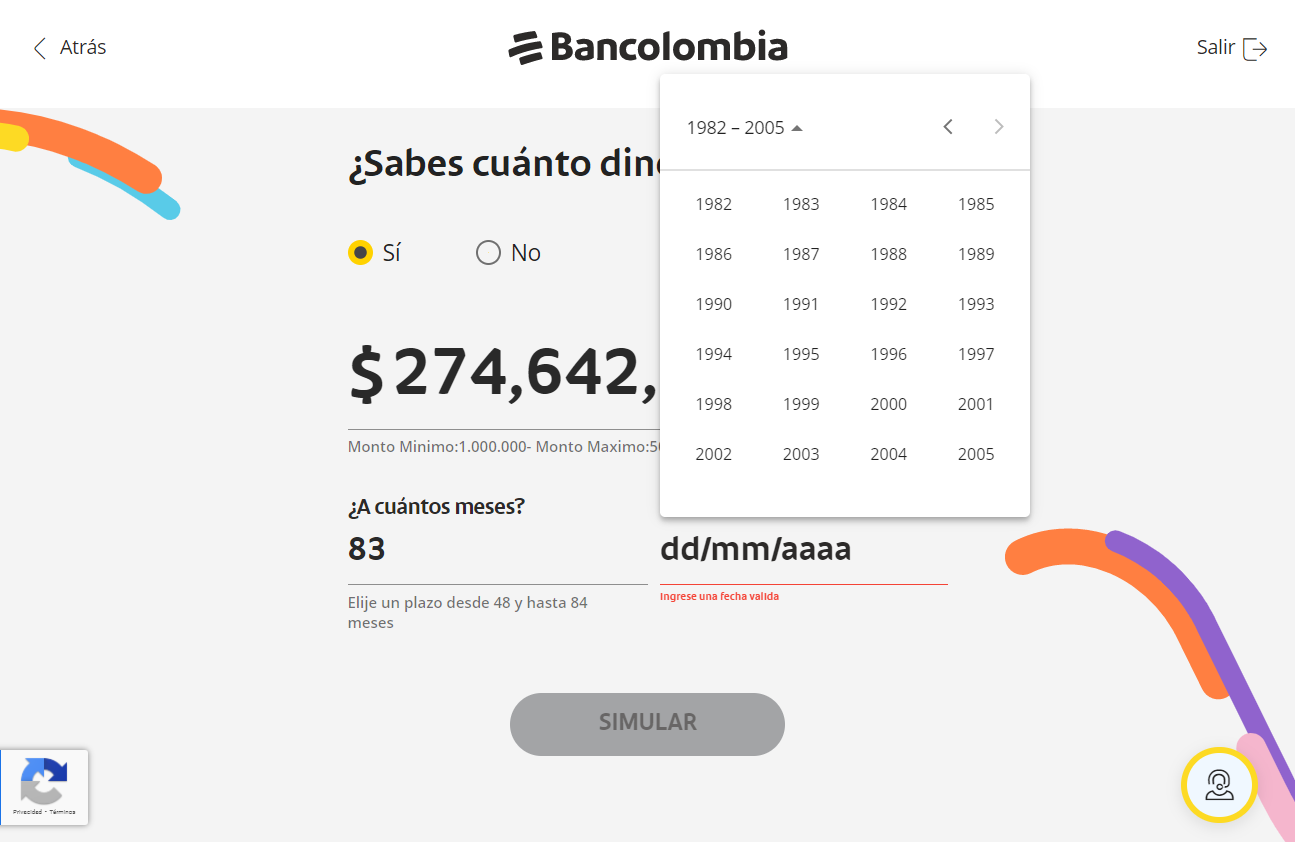 Atrás
Bancolombia
Salir
1982 – 2005
¿Sabes cuánto
1982 1983 1984 1985
Sí No
1986 1987 1988 1989
1990 1991 1992 1993
$ 274,642,
1994 1995 1996 1997
1998 1999 2000 2001
Monto Minimo:1.000.000- Monto Maximo:
2002 2003 2004 2005
¿A cuántos meses?
83
dd/mm/aaaa
Elije un plazo desde 48 y hasta 84
meses
Ingrese una fecha valida
SIMULAR
Privacidad - Términos